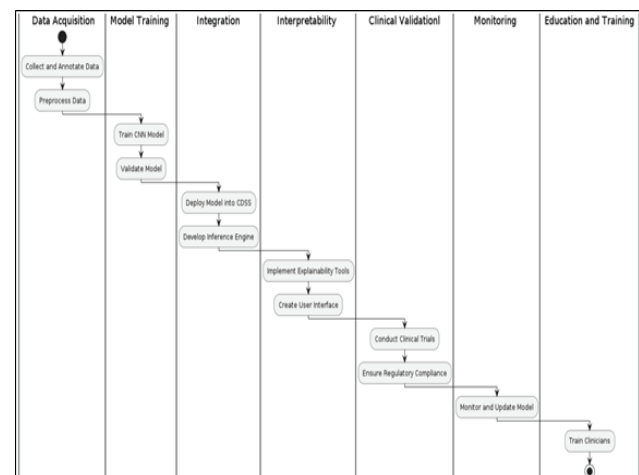 Data Acquisition Model Training Integration Interpretability Clinical Validationl Monitoring Education and Training
Collect and Annotate Data
Preprocess Data
Train CNN Model
Validate Model
Deploy Model into CDSS
Develop Inference Engine
Implement Explainability Tools
Create User Interface
Conduct Clinical Trials
Ensure Regulatory Compliance
Monitor and Update Model
Train Clinicians